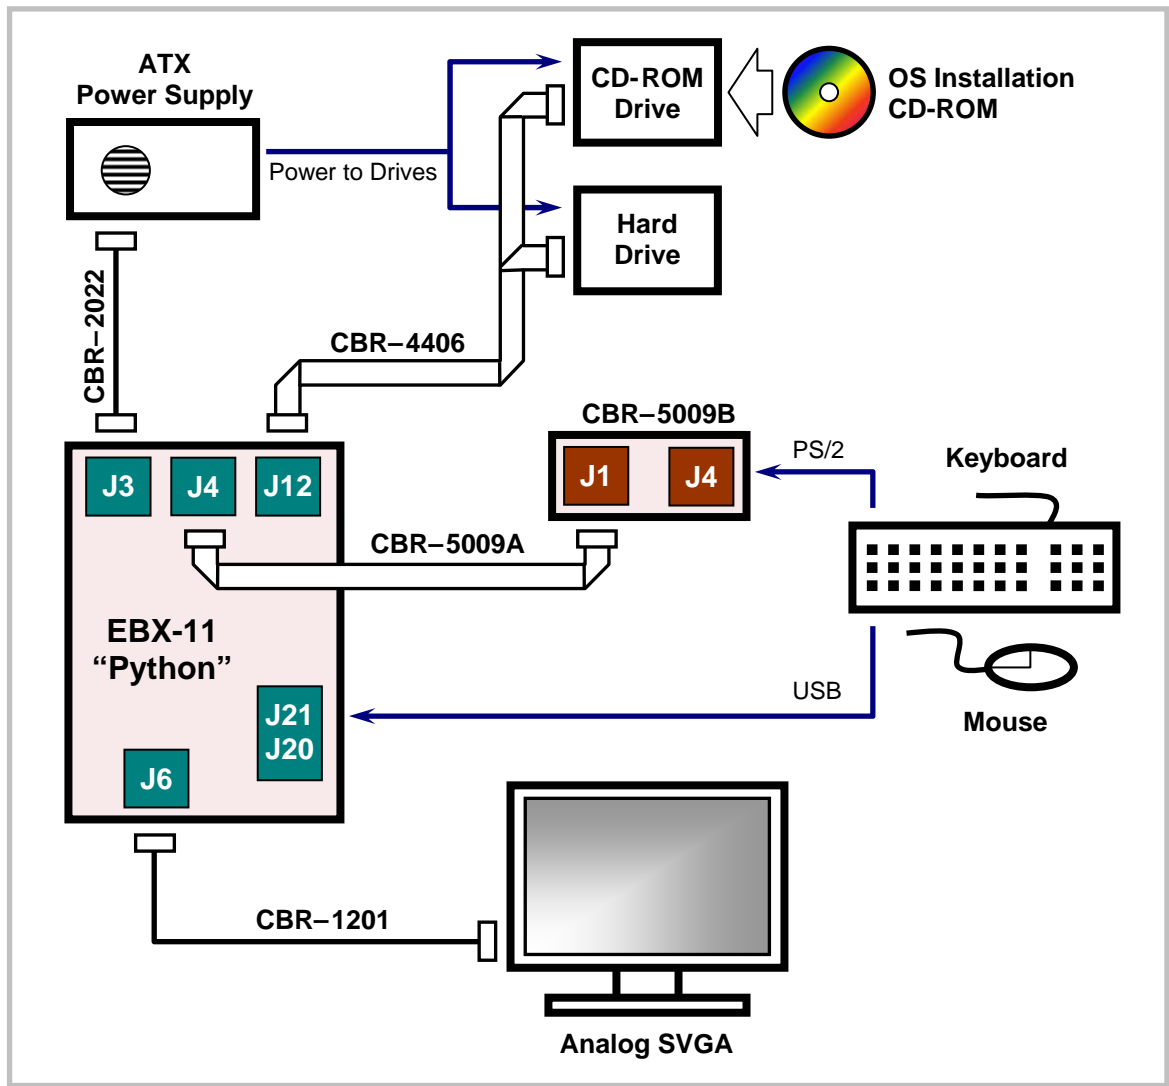 ATX
Power Supply
CD-ROM
Drive
OS Installation
CD-ROM
Power to Drives
Hard
Drive
CBR–2022
CBR–4406
CBR–5009B
J3
J4
J12
J1
J4
PS/2
Keyboard
CBR–5009A
EBX-11
“Python”
USB
Mouse
J21
J20
J6
CBR–1201
Analog SVGA